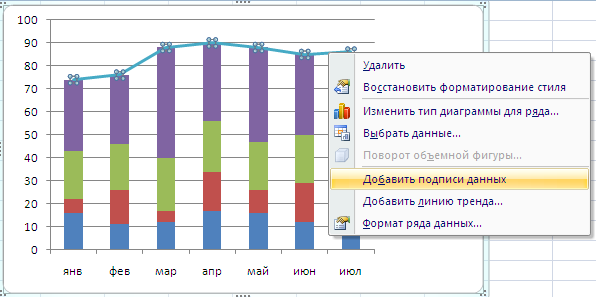 100
90
80
70
60
50
40
30
20
10
0
янв фев мар апр май июн июл
Удалить
Восстановить форматирование стиля
Изменить тип диаграммы для ряда...
Выбрать данные...
Поворот объемной фигуры...
Добавить подписи данных
Добавить линию тренда...
Формат ряда данных...